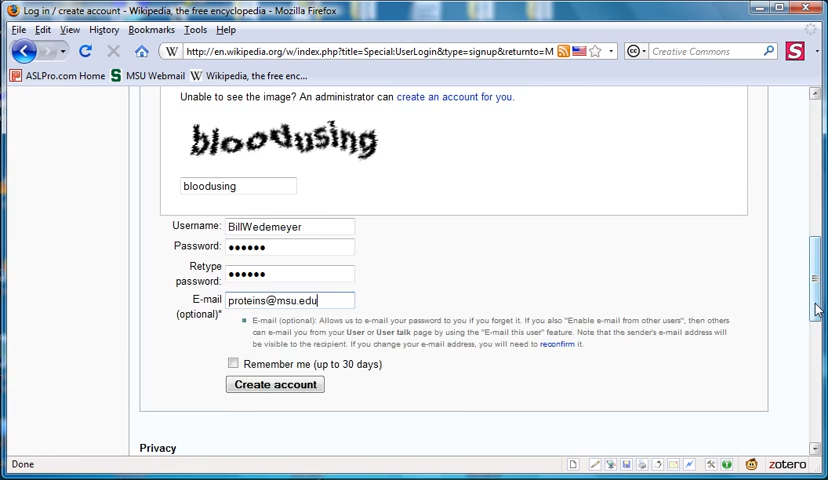 Log in / create account - Wikipedia, the free encyclopedia - Mozilla Firefox
File Edit View History Bookmarks Tools Help
W http://en.wikipedia.org/w/index.php?title=Special:UserLogin&type=signup&returnto=M cc Creative Commons S
ASLPro.com Home S MSU Webmail W Wikipedia, the free enc...
Unable to see the image? An administrator can create an account for you.
bloodusing
bloodusing
Username: BillWedemeyer
Password: ●●●●●●
Retype password: ●●●●●●
E-mail (optional)* proteins@msu.edu
E-mail (optional): Allows us to e-mail your password to you if you forget it. If you also "Enable e-mail from other users", then others
can e-mail you from your User or User talk page by using the "E-mail this user" feature. Note that the sender's e-mail address will
be visible to the recipient. If you change your e-mail address, you will need to reconfirm it.
Remember me (up to 30 days)
Create account
Privacy
Done zotero